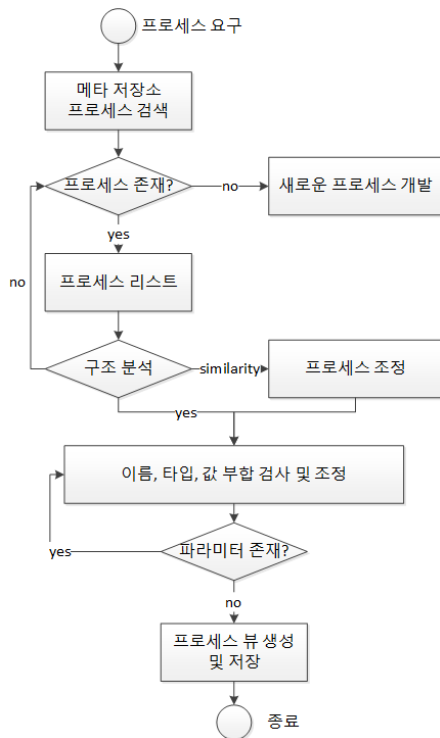 프로세스 요구
메타 저장소
프로세스 검색
프로세스 존재?
no
새로운 프로세스 개발
yes
프로세스 리스트
no
구조 분석
similarity
프로세스 조정
yes
이름, 타입, 값 부합 검사 및 조정
yes
파라미터 존재?
no
프로세스 뷰 생성
및 저장
종료